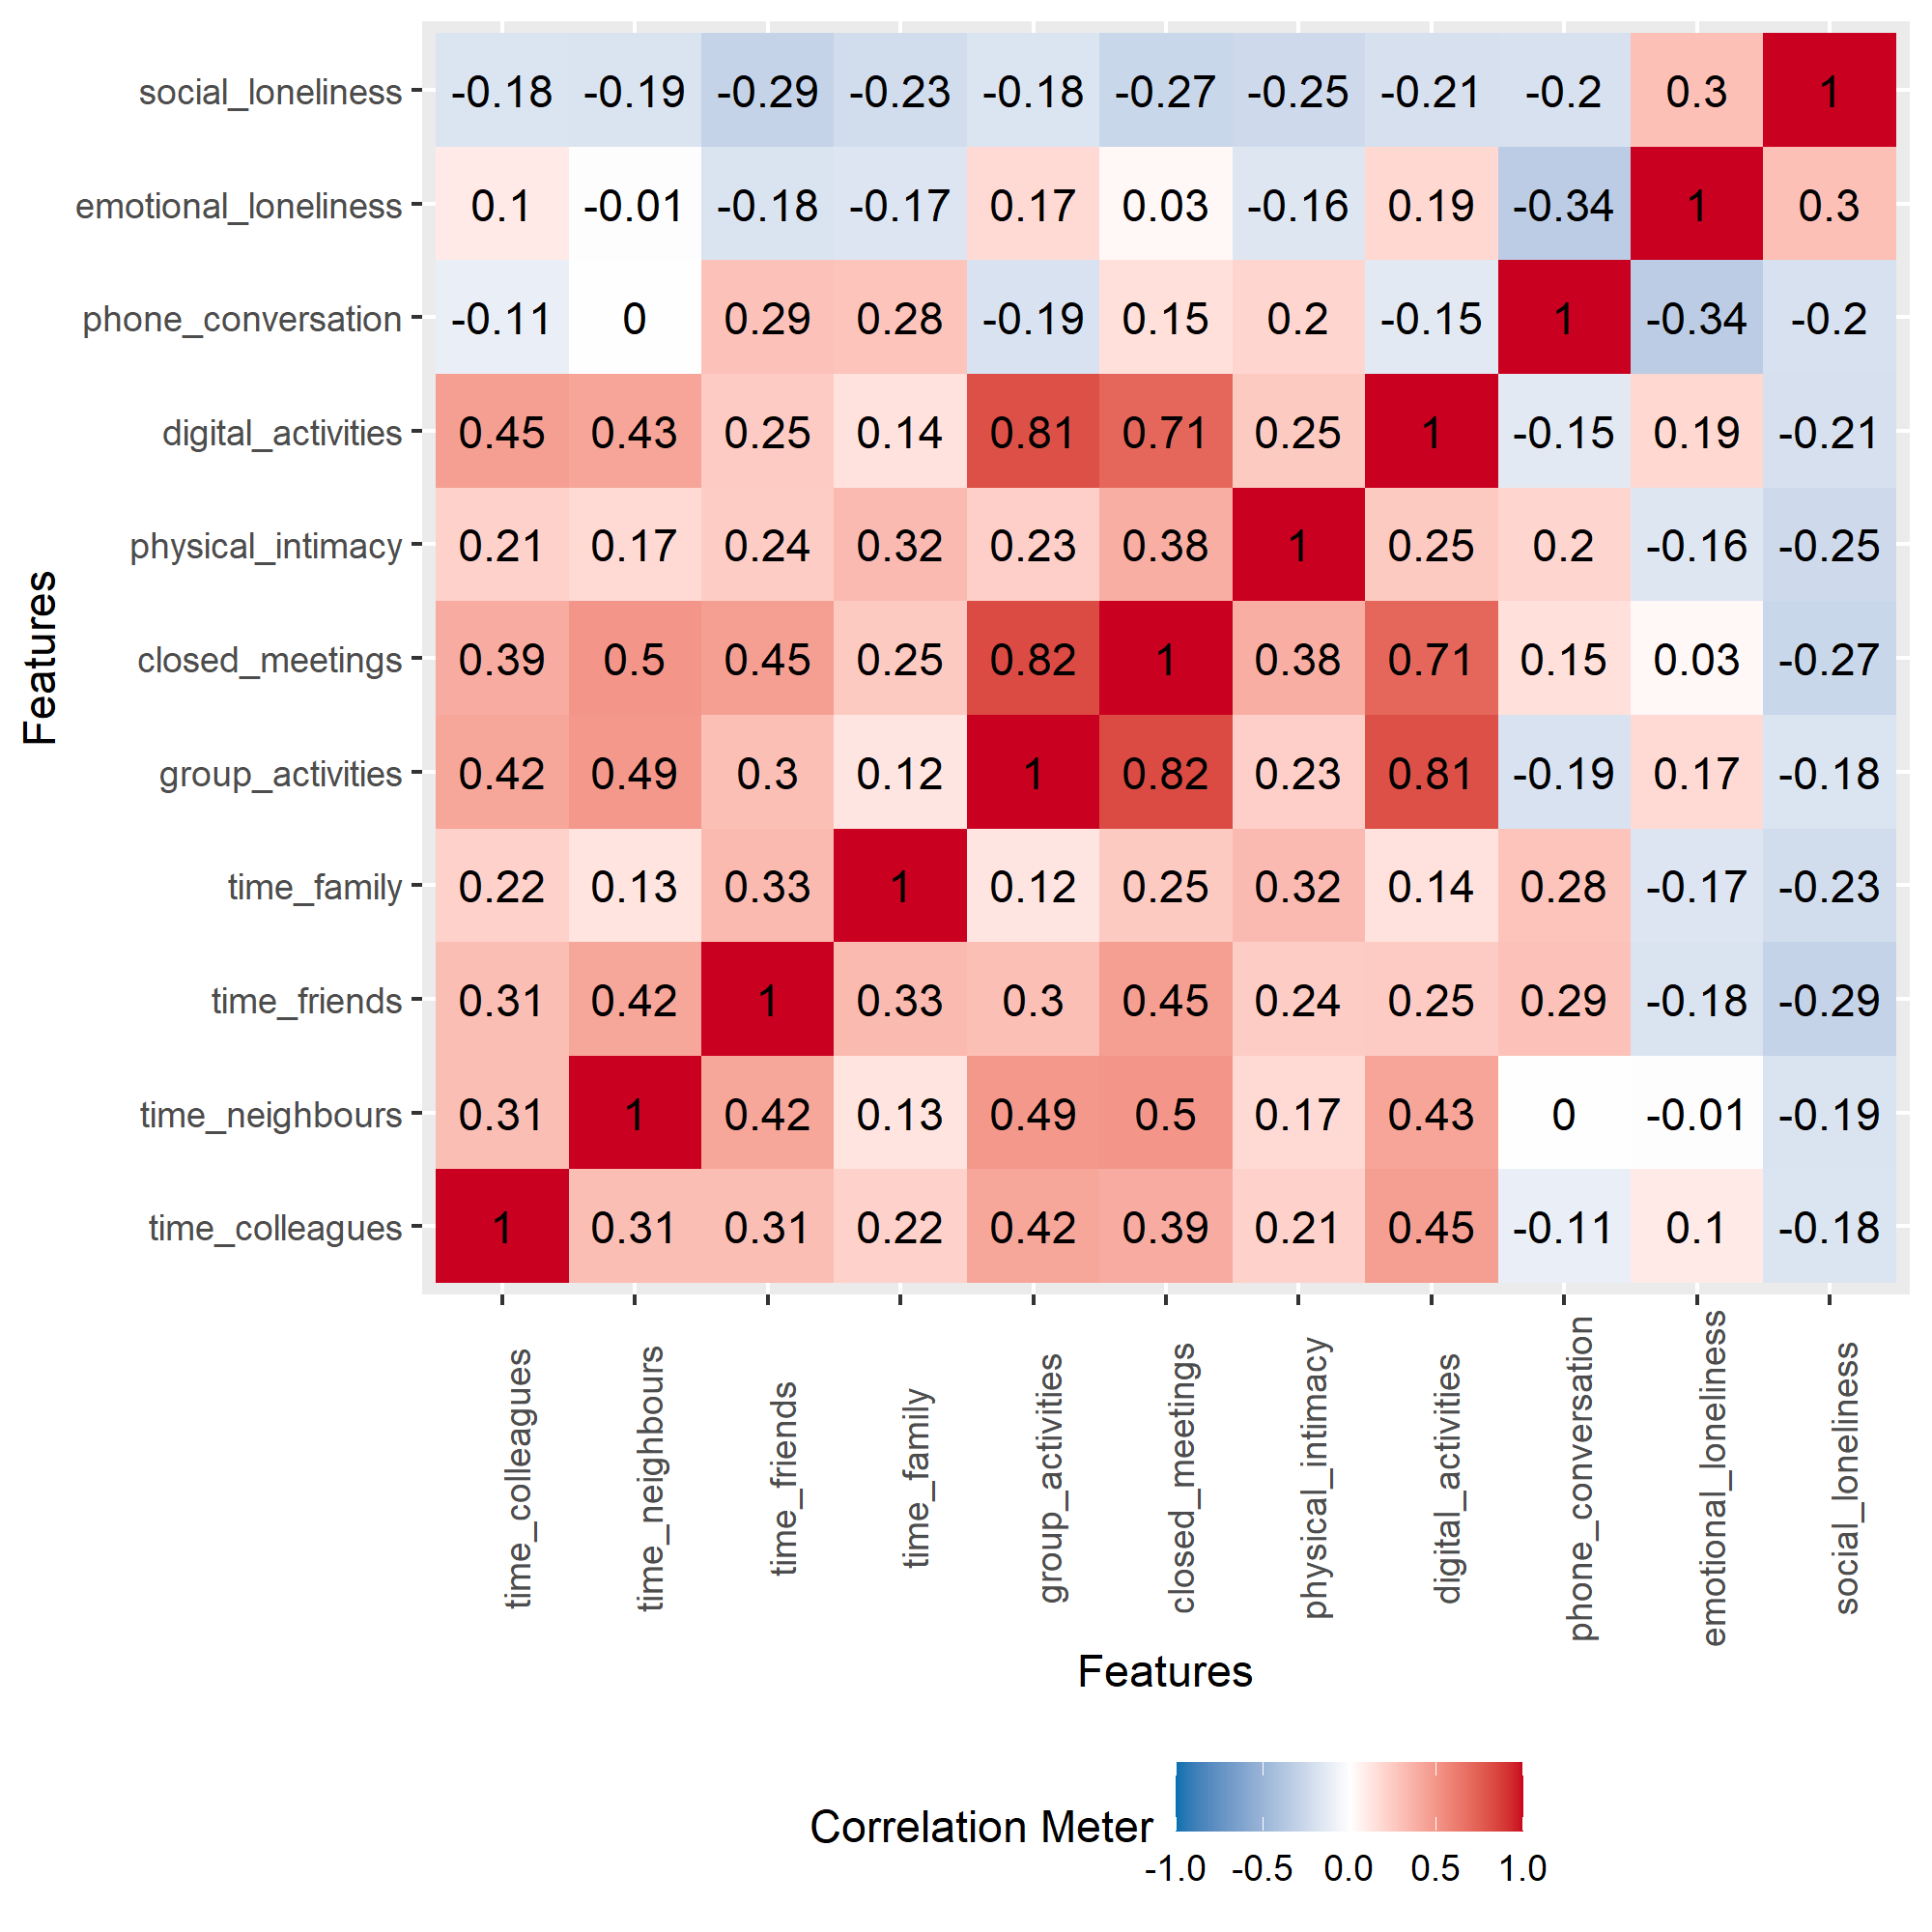 social_loneliness -0.18 -0.19 -0.29 -0.23 -0.18 -0.27 -0.25 -0.21 -0.2 0.3 1
emotional_loneliness 0.1 -0.01 -0.18 -0.17 0.17 0.03 -0.16 0.19 -0.34 1 0.3
phone_conversation -0.11 0 0.29 0.28 -0.19 0.15 0.2 -0.15 1 -0.34 -0.2
digital_activities 0.45 0.43 0.25 0.14 0.81 0.71 0.25 1 -0.15 0.19 -0.21
physical_intimacy 0.21 0.17 0.24 0.32 0.23 0.38 1 0.25 0.2 -0.16 -0.25
closed_meetings 0.39 0.5 0.45 0.25 0.82 1 0.38 0.71 0.15 0.03 -0.27
group_activities 0.42 0.49 0.3 0.12 1 0.82 0.23 0.81 -0.19 0.17 -0.18
time_family 0.22 0.13 0.33 1 0.12 0.25 0.32 0.14 0.28 -0.17 -0.23
time_friends 0.31 0.42 1 0.33 0.3 0.45 0.24 0.25 0.29 -0.18 -0.29
time_neighbours 0.31 1 0.42 0.13 0.49 0.5 0.17 0.43 0 -0.01 -0.19
time_colleagues 1 0.31 0.31 0.22 0.42 0.39 0.21 0.45 -0.11 0.1 -0.18
Features
time_colleagues
time_neighbours
time_friends
time_family
group_activities
closed_meetings
physical_intimacy
digital_activities
phone_conversation
emotional_loneliness
social_loneliness
Features
Correlation Meter
-1.0 -0.5 0.0 0.5 1.0